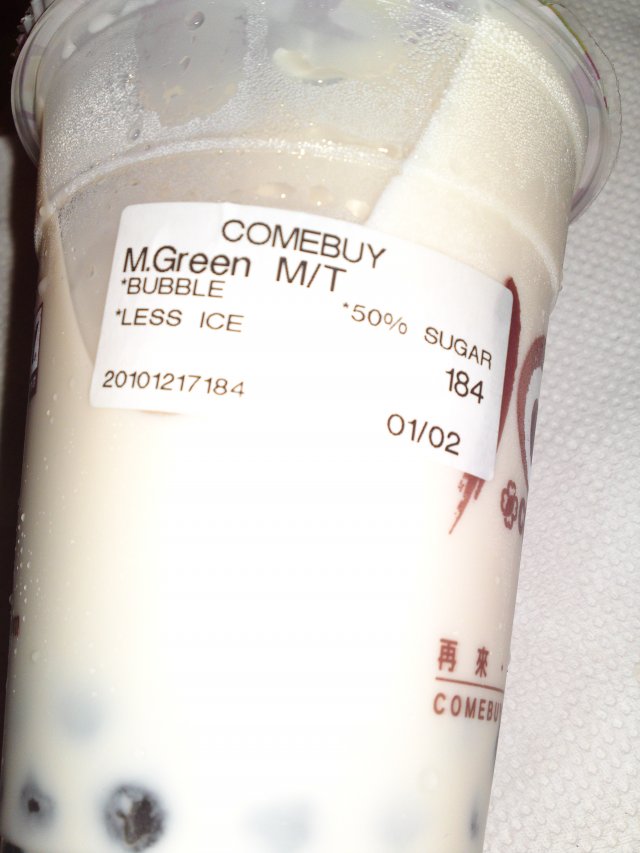 COMEBUY
M.Green M/T
*BUBBLE
*50% SUGAR
*LESS ICE
184
20101217184
01/02
再來
COMEBU